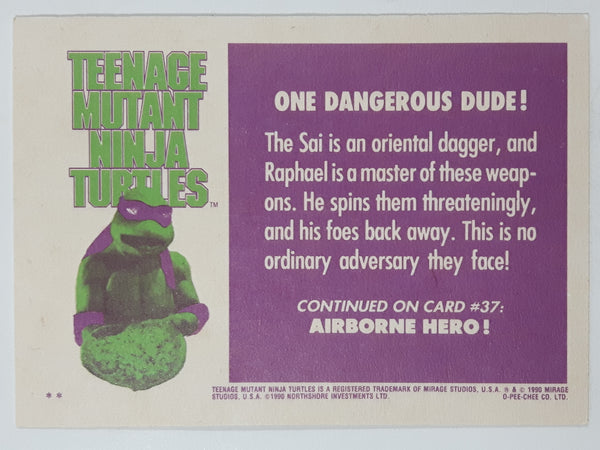 TEENAGE
MUTANT
NINJA
TURTLES™
ONE DANGEROUS DUDE!
The Sai is an oriental dagger, and
Raphael is a master of these weap-
ons. He spins them threateningly,
and his foes back away. This is no
ordinary adversary they face!
CONTINUED ON CARD #37:
AIRBORNE HERO!
* *
TEENAGE MUTANT NINJA TURTLES IS A REGISTERED TRADEMARK OF MIRAGE STUDIOS, U.S.A. ® & © 1990 MIRAGE
STUDIOS, U.S.A. ©1990 NORTHSHORE INVESTMENTS LTD. O-PEE-CHEE CO. LTD.